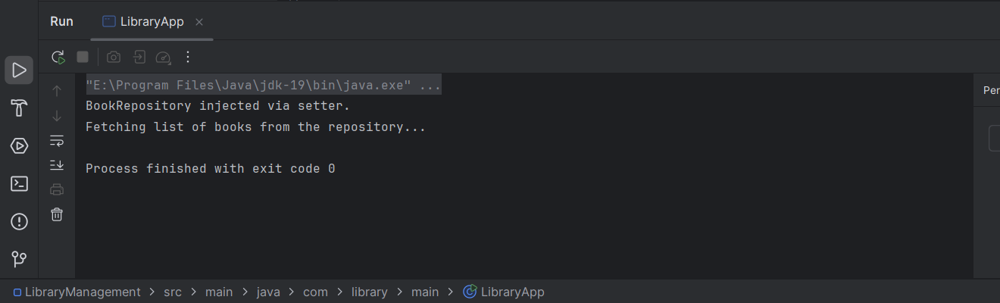 Run LibraryApp
"E:\Program Files\Java\jdk-19\bin\java.exe" ...
Per
BookRepository injected via setter.
Fetching list of books from the repository...
Process finished with exit code 0
LibraryManagement > src > main > java > com > library > main > LibraryApp